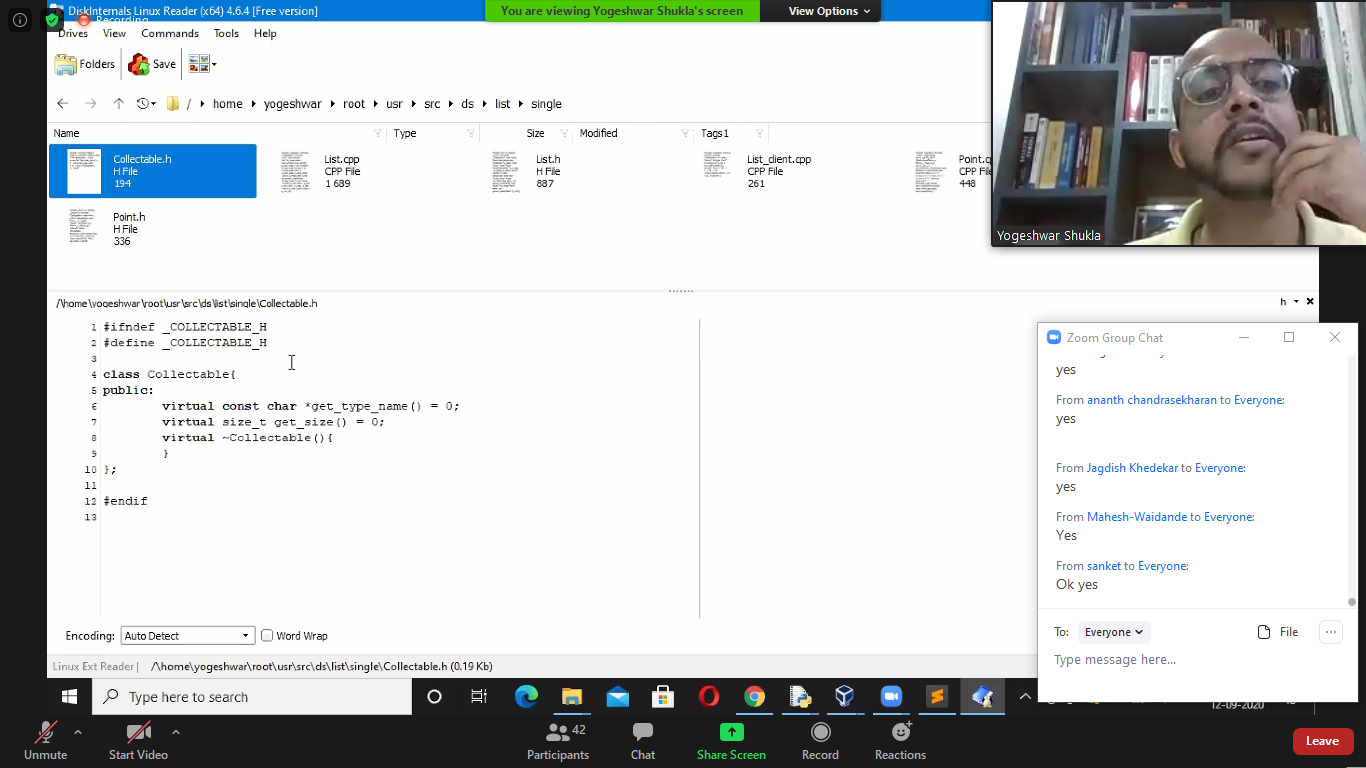 DiskInternals Linux Reader (x64) 4.6.4 [Free version]
Recording
You are viewing Yogeshwar Shukla's screen
View Options
Drives View Commands Tools Help
Folders Save
/ home yogeshwar root usr src ds list single
Name Type Size Modified Tags1
Collectable.h
H File
194
List.cpp
CPP File
1 689
List.h
H File
887
List_client.cpp
CPP File
261
CPP File
448
Point.h
H File
336
Yogeshwar Shukla
/\home\yogeshwar\root\usr\src\ds\list\single\Collectable.h
h
1 #ifndef _COLLECTABLE_H
2 #define _COLLECTABLE_H
3
4 class Collectable{
5 public:
6 virtual const char *get_type_name() = 0;
7 virtual size_t get_size() = 0;
8 virtual ~Collectable(){
9 }
10 };
11
12 #endif
13
Encoding: Auto Detect Word Wrap
Linux Ext Reader | /\home\yogeshwar\root\usr\src\ds\list\single\Collectable.h (0.19 Kb)
Zoom Group Chat
yes
From ananth chandrasekharan to Everyone:
yes
From Jagdish Khedekar to Everyone:
yes
From Mahesh-Waidande to Everyone:
Yes
From sanket to Everyone:
Ok yes
To: Everyone File
Type message here...
Type here to search
12-09-2020
Unmute Start Video Participants 42 Chat Share Screen Record Reactions Leave